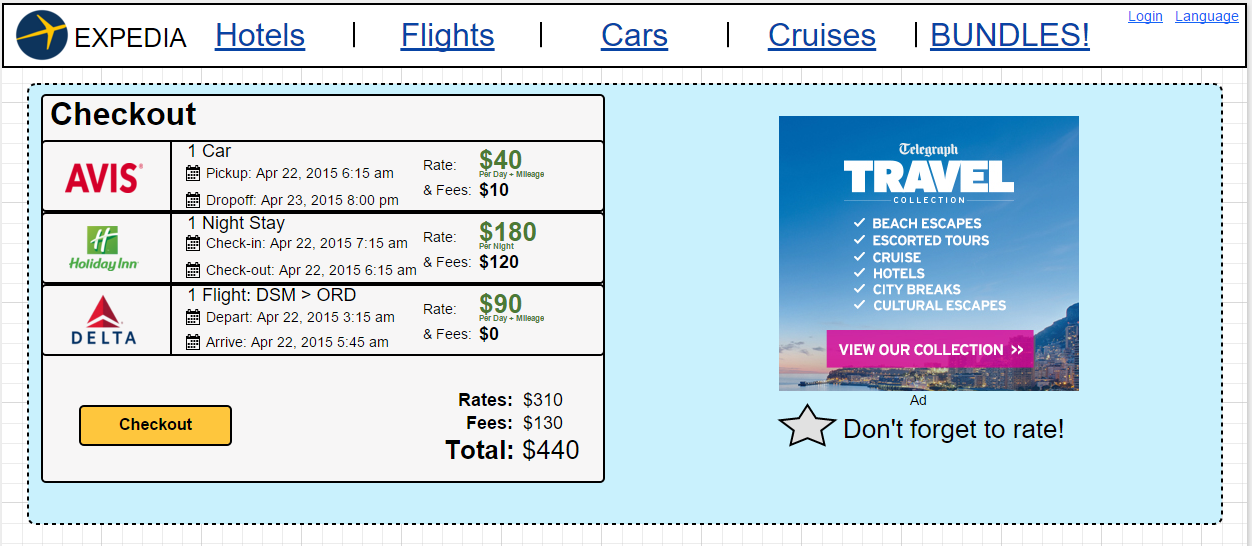 EXPEDIA
Hotels
Flights
Cars
Cruises
BUNDLES!
Login
Language
Checkout
AVIS®
1 Car
Pickup: Apr 22, 2015 6:15 am
Dropoff: Apr 23, 2015 8:00 pm
Rate: $40
Per Day + Mileage
& Fees: $10
H
Holiday Inn
1 Night Stay
Check-in: Apr 22, 2015 7:15 am
Check-out: Apr 22, 2015 6:15 am
Rate: $180
Per Night
& Fees: $120
DELTA
1 Flight: DSM > ORD
Depart: Apr 22, 2015 3:15 am
Arrive: Apr 22, 2015 5:45 am
Rate: $90
Per Day + Mileage
& Fees: $0
Checkout
Rates: $310
Fees: $130
Total: $440
Telegraph
TRAVEL
COLLECTION
✓ BEACH ESCAPES
✓ ESCORTED TOURS
✓ CRUISE
✓ HOTELS
✓ CITY BREAKS
✓ CULTURAL ESCAPES
VIEW OUR COLLECTION »
Ad
Don't forget to rate!